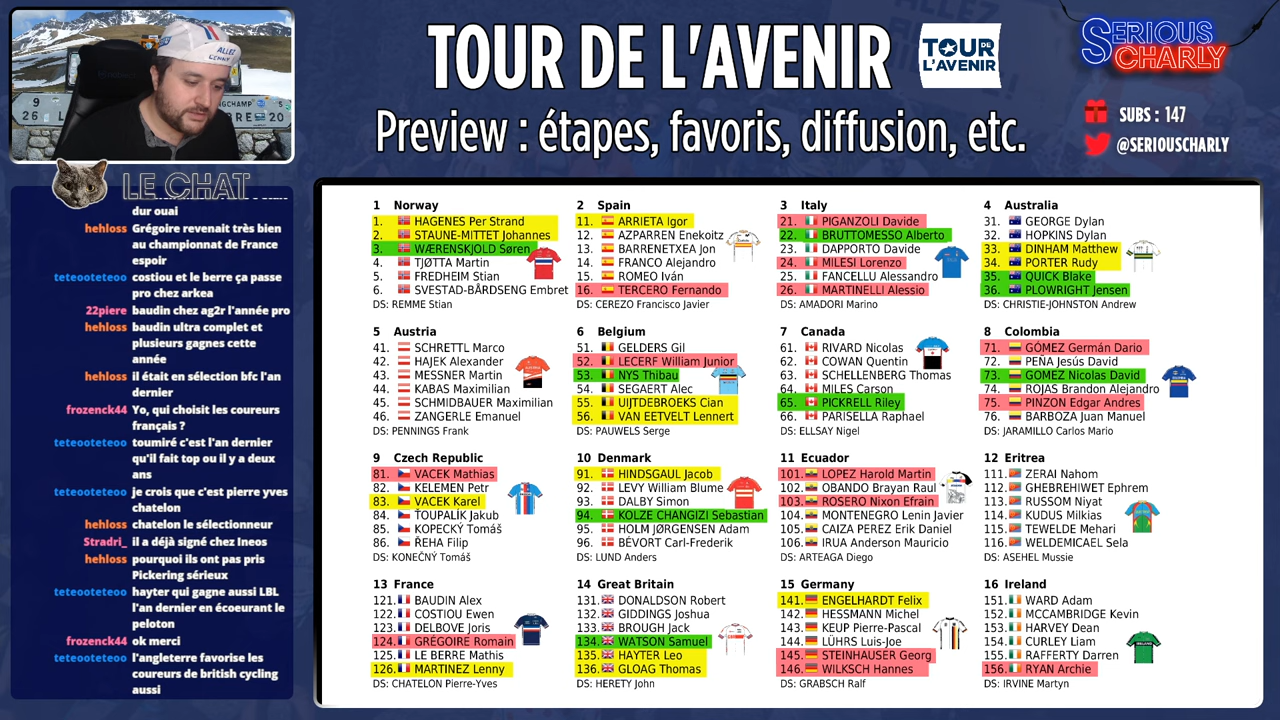 TOUR DE L'AVENIR
TOUR DE L'AVENIR
SERIOUS CHARLY
Preview : étapes, favoris, diffusion, etc.
SUBS : 147
@SERIOUSCHARLY
ALLEZ
9
26
5
20
LE CHAT
dur ouai
hehloss Grégoire revenait très bien
au championnat de France
espoir
teteooteteoo costiou et le berre ça passe
pro chez arkea
22piere baudin chez ag2r l'année pro
hehloss baudin ultra complet et
plusieurs gagnes cette
année
hehloss il était en sélection bfc l'an
dernier
frozenck44 Yo, qui choisit les coureurs
français ?
teteooteteoo toumiré c'est l'an dernier
qu'il fait top ou il y a deux
ans
teteooteteoo je crois que c'est pierre yves
chatelon
hehloss chatelon le sélectionneur
Stradri_ il a déjà signé chez Ineos
hehloss pourquoi ils ont pas pris
Pickering sérieux
teteooteteoo hayter qui gagne aussi LBL
l'an dernier en écoeurant le
peloton
frozenck44 ok merci
teteooteteoo l'angleterre favorise les
coureurs de british cycling
aussi
1 Norway
1. HAGENES Per Strand
2. STAUNE-MITTET Johannes
3. WÆRENSKJOLD Søren
4. TJØTTA Martin
5. FREDHEIM Stian
6. SVESTAD-BÅRDSENG Embret
DS: REMME Stian
2 Spain
11. ARRIETA Igor
12. AZPARREN Enekoitz
13. BARRENETXEA Jon
14. FRANCO Alejandro
15. ROMEO Iván
16. TERCERO Fernando
DS: CEREZO Francisco Javier
3 Italy
21. PIGANZOLI Davide
22. BRUTTOMESSO Alberto
23. DAPPORTO Davide
24. MILESI Lorenzo
25. FANCELLU Alessandro
26. MARTINELLI Alessio
DS: AMADORI Marino
4 Australia
31. GEORGE Dylan
32. HOPKINS Dylan
33. DINHAM Matthew
34. PORTER Rudy
35. QUICK Blake
36. PLOWRIGHT Jensen
DS: CHRISTIE-JOHNSTON Andrew
5 Austria
41. SCHRETTL Marco
42. HAJEK Alexander
43. MESSNER Martin
44. KABAS Maximilian
45. SCHMIDBAUER Maximilian
46. ZANGERLE Emanuel
DS: PENNINGS Frank
6 Belgium
51. GELDERS Gil
52. LECERF William Junior
53. NYS Thibau
54. SEGAERT Alec
55. UIJTDEBROEKS Cian
56. VAN EETVELT Lennert
DS: PAUWELS Serge
7 Canada
61. RIVARD Nicolas
62. COWAN Quentin
63. SCHELLENBERG Thomas
64. MILES Carson
65. PICKRELL Riley
66. PARISELLA Raphael
DS: ELLSAY Nigel
8 Colombia
71. GÓMEZ Germán Dario
72. PEÑA Jesús David
73. GÓMEZ Nicolas David
74. ROJAS Brandon Alejandro
75. PINZON Edgar Andres
76. BARBOZA Juan Manuel
DS: JARAMILLO Carlos Mario
9 Czech Republic
81. VACEK Mathias
82. KELEMEN Petr
83. VACEK Karel
84. ŤOUPALÍK Jakub
85. KOPECKÝ Tomáš
86. ŘEHA Filip
DS: KONEČNÝ Tomáš
10 Denmark
91. HINDSGAUL Jacob
92. LEVY William Blume
93. DALBY Simon
94. KOLZE CHANGIZI Sebastian
95. HOLM JØRGENSEN Adam
96. BÉVORT Carl-Frederik
DS: LUND Anders
11 Ecuador
101. LOPEZ Harold Martin
102. OBANDO Brayan Raul
103. ROSERO Nixon Efrain
104. MONTENEGRO Lenin Javier
105. CAIZA PEREZ Erik Daniel
106. IRUA Anderson Mauricio
DS: ARTEAGA Diego
12 Eritrea
111. ZERAI Nahom
112. GHEBREHIWET Ephrem
113. RUSSOM Niyat
114. KUDUS Milkias
115. TEWELDE Mehari
116. WELDEMICAEL Sela
DS: ASEHEL Mussie
13 France
121. BAUDIN Alex
122. COSTIOU Ewen
123. DELBOVE Joris
124. GRÉGOIRE Romain
125. LE BERRE Mathis
126. MARTINEZ Lenny
DS: CHATELON Pierre-Yves
14 Great Britain
131. DONALDSON Robert
132. GIDDINGS Joshua
133. BROUGH Jack
134. WATSON Samuel
135. HAYTER Leo
136. GLOAG Thomas
DS: HERETY John
15 Germany
141. ENGELHARDT Felix
142. HESSMANN Michel
143. KEUP Pierre-Pascal
144. LÜHRS Luis-Joe
145. STEINHAUSER Georg
146. WILKSCH Hannes
DS: GRABSCH Ralf
16 Ireland
151. WARD Adam
152. MCCAMBRIDGE Kevin
153. HARVEY Dean
154. CURLEY Liam
155. RAFFERTY Darren
156. RYAN Archie
DS: IRVINE Martyn